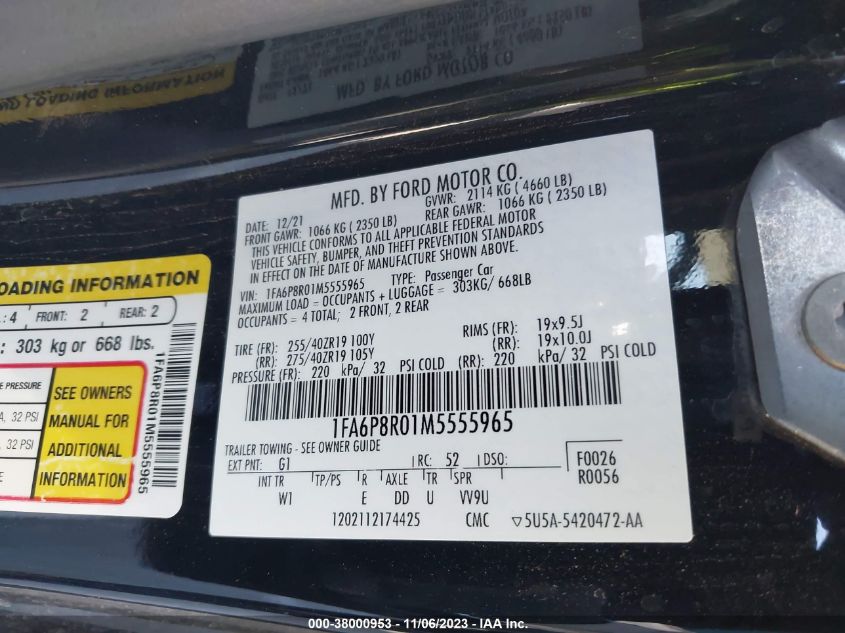 MFD. BY FORD MOTOR CO.
DATE: 12/21
GVWR: 2114 KG ( 4660 LB)
FRONT GAWR: 1066 KG ( 2350 LB)
REAR GAWR: 1066 KG ( 2350 LB)
THIS VEHICLE CONFORMS TO ALL APPLICABLE FEDERAL MOTOR
VEHICLE SAFETY, BUMPER, AND THEFT PREVENTION STANDARDS
IN EFFECT ON THE DATE OF MANUFACTURE SHOWN ABOVE.
VIN: 1FA6P8R01M5555965 TYPE: Passenger Car
MAXIMUM LOAD = OCCUPANTS + LUGGAGE = 303KG/ 668LB
OCCUPANTS = 4 TOTAL; 2 FRONT, 2 REAR
TIRE (FR): 255/40ZR19 100Y RIMS (FR): 19x9.5J
(RR): 275/40ZR19 105Y (RR): 19x10.0J
PRESSURE (FR): 220 kPa/ 32 PSI COLD (RR): 220 kPa/ 32 PSI COLD
1FA6P8R01M5555965
TRAILER TOWING - SEE OWNER GUIDE
EXT PNT: G1 RC: 52 DSO: F0026
R0056
INT TR TP/PS R AXLE TR SPR
W1 E DD U VV9U
1202112174425 CMC ▽5U5A-5420472-AA
OADING INFORMATION
: 4 FRONT: 2 REAR: 2
: 303 kg or 668 lbs.
PRESSURE
, 32 PSI
, 32 PSI
SEE OWNERS
MANUAL FOR
ADDITIONAL
INFORMATION
1FA6P8R01M5555965
000-38000953 - 11/06/2023 - IAA Inc.